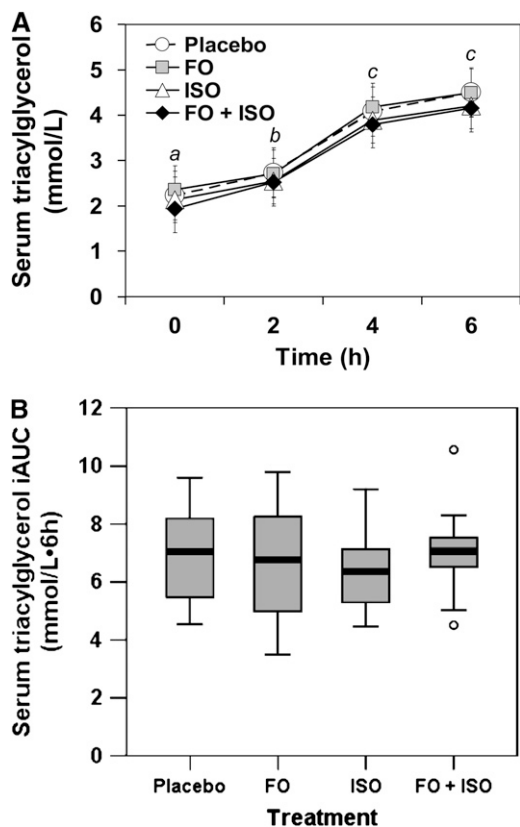 A
Serum triacylglycerol
(mmol/L)
6
5
4
3
2
1
0
Placebo
FO
ISO
FO + ISO
a
b
c
c
0 2 4 6
Time (h)
B
Serum triacylglycerol iAUC
(mmol/L•6h)
12
10
8
6
4
2
0
Placebo FO ISO FO + ISO
Treatment